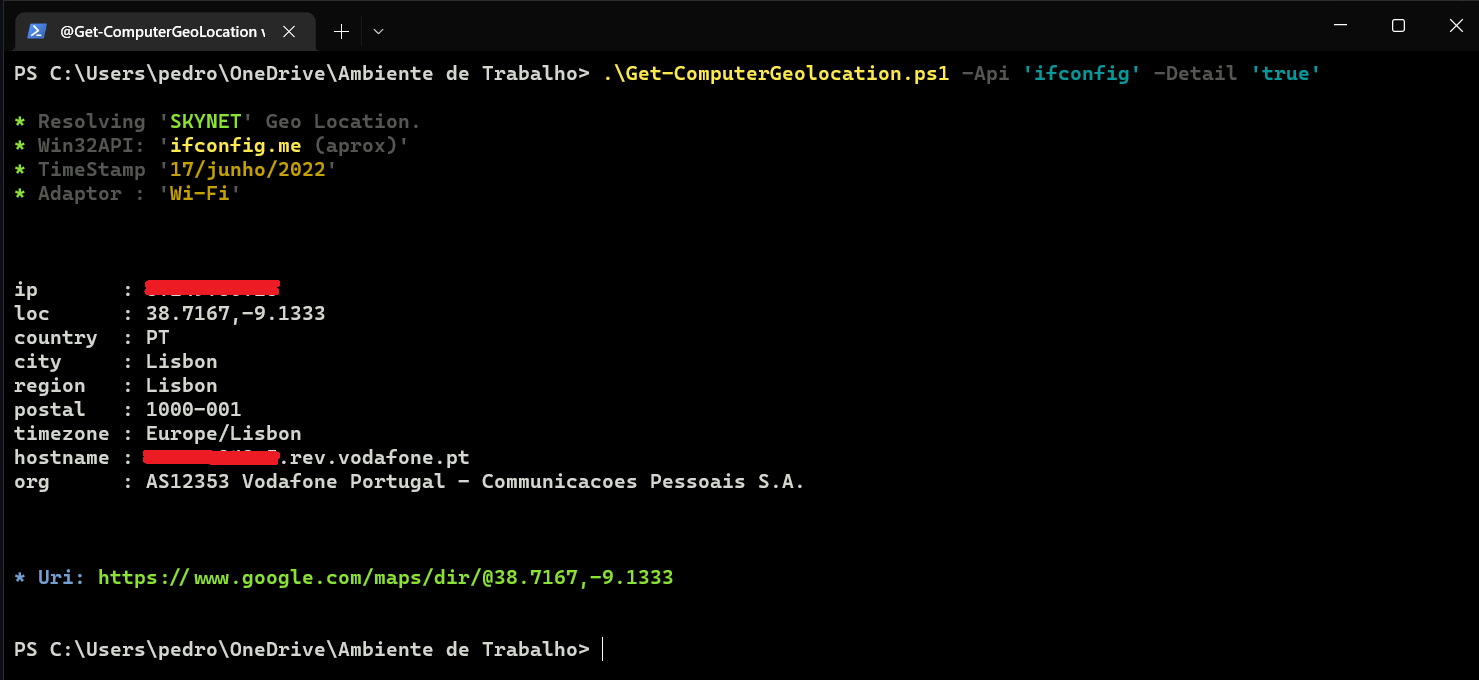 @Get-ComputerGeoLocation v
PS C:\Users\pedro\OneDrive\Ambiente de Trabalho> .\Get-ComputerGeolocation.ps1 -Api 'ifconfig' -Detail 'true'
* Resolving 'SKYNET' Geo Location.
* Win32API: 'ifconfig.me (aprox)'
* TimeStamp '17/junho/2022'
* Adaptor : 'Wi-Fi'
ip :
loc : 38.7167,-9.1333
country : PT
city : Lisbon
region : Lisbon
postal : 1000-001
timezone : Europe/Lisbon
hostname : .rev.vodafone.pt
org : AS12353 Vodafone Portugal - Communicacoes Pessoais S.A.
* Uri: https://www.google.com/maps/dir/@38.7167,-9.1333
PS C:\Users\pedro\OneDrive\Ambiente de Trabalho>